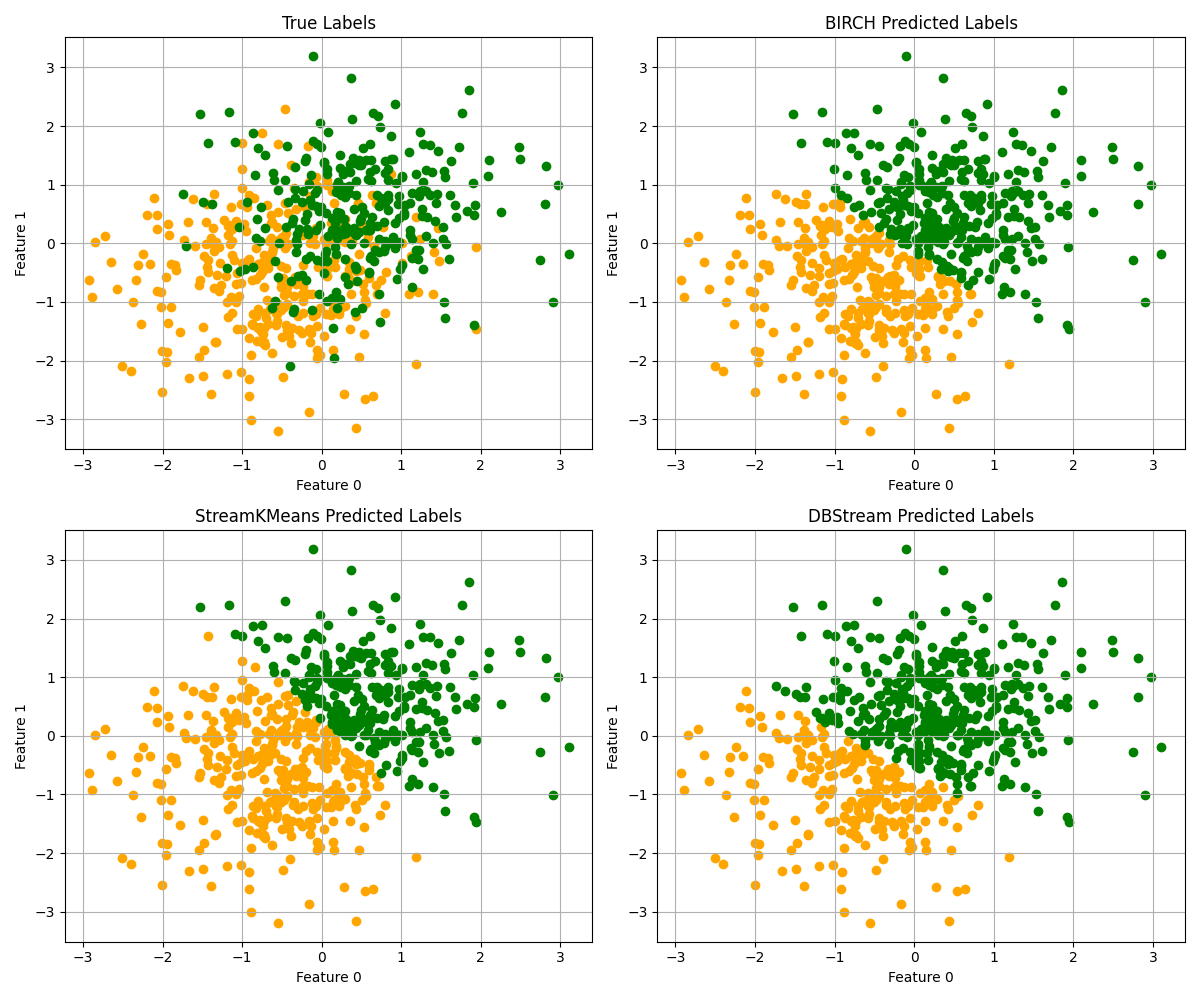 True Labels
Feature 1
3
2
1
0
−1
−2
−3
−3 −2 −1 0 1 2 3
Feature 0
BIRCH Predicted Labels
Feature 1
3
2
1
0
−1
−2
−3
−3 −2 −1 0 1 2 3
Feature 0
StreamKMeans Predicted Labels
Feature 1
3
2
1
0
−1
−2
−3
−3 −2 −1 0 1 2 3
Feature 0
DBStream Predicted Labels
Feature 1
3
2
1
0
−1
−2
−3
−3 −2 −1 0 1 2 3
Feature 0